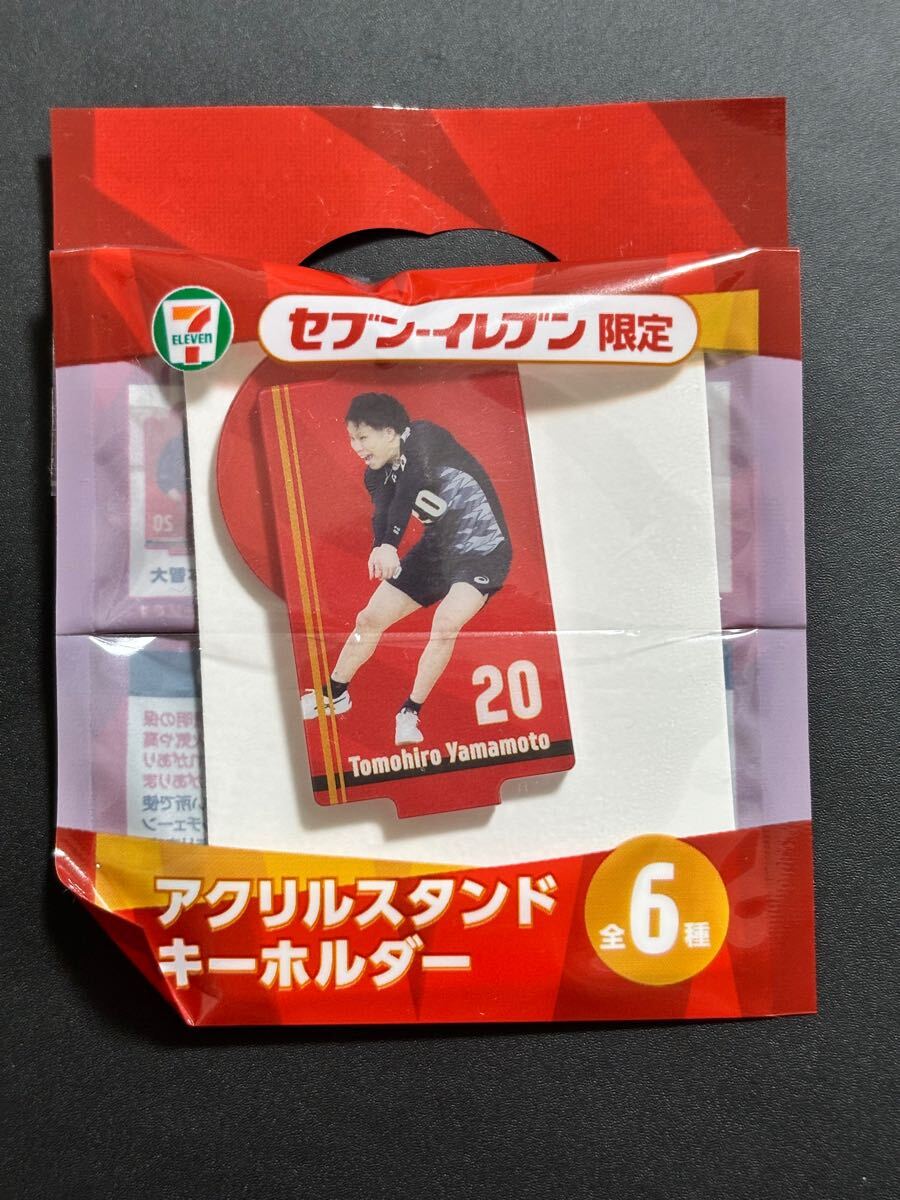 7
ELEVEN
セブン-イレブン 限定
20
20
Tomohiro Yamamoto
アクリルスタンド
キーホルダー
全6種